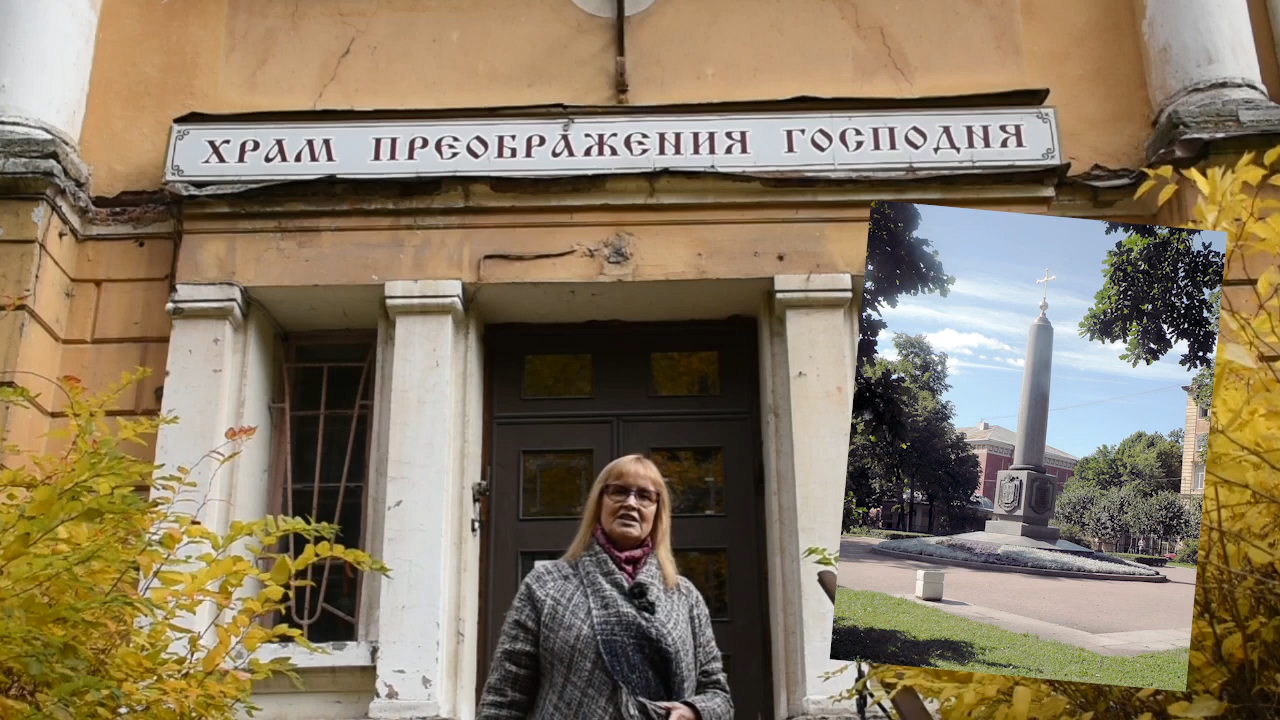 ХРАМ ПРЕОБРАЖЕНИЯ ГОСПОДНЯ